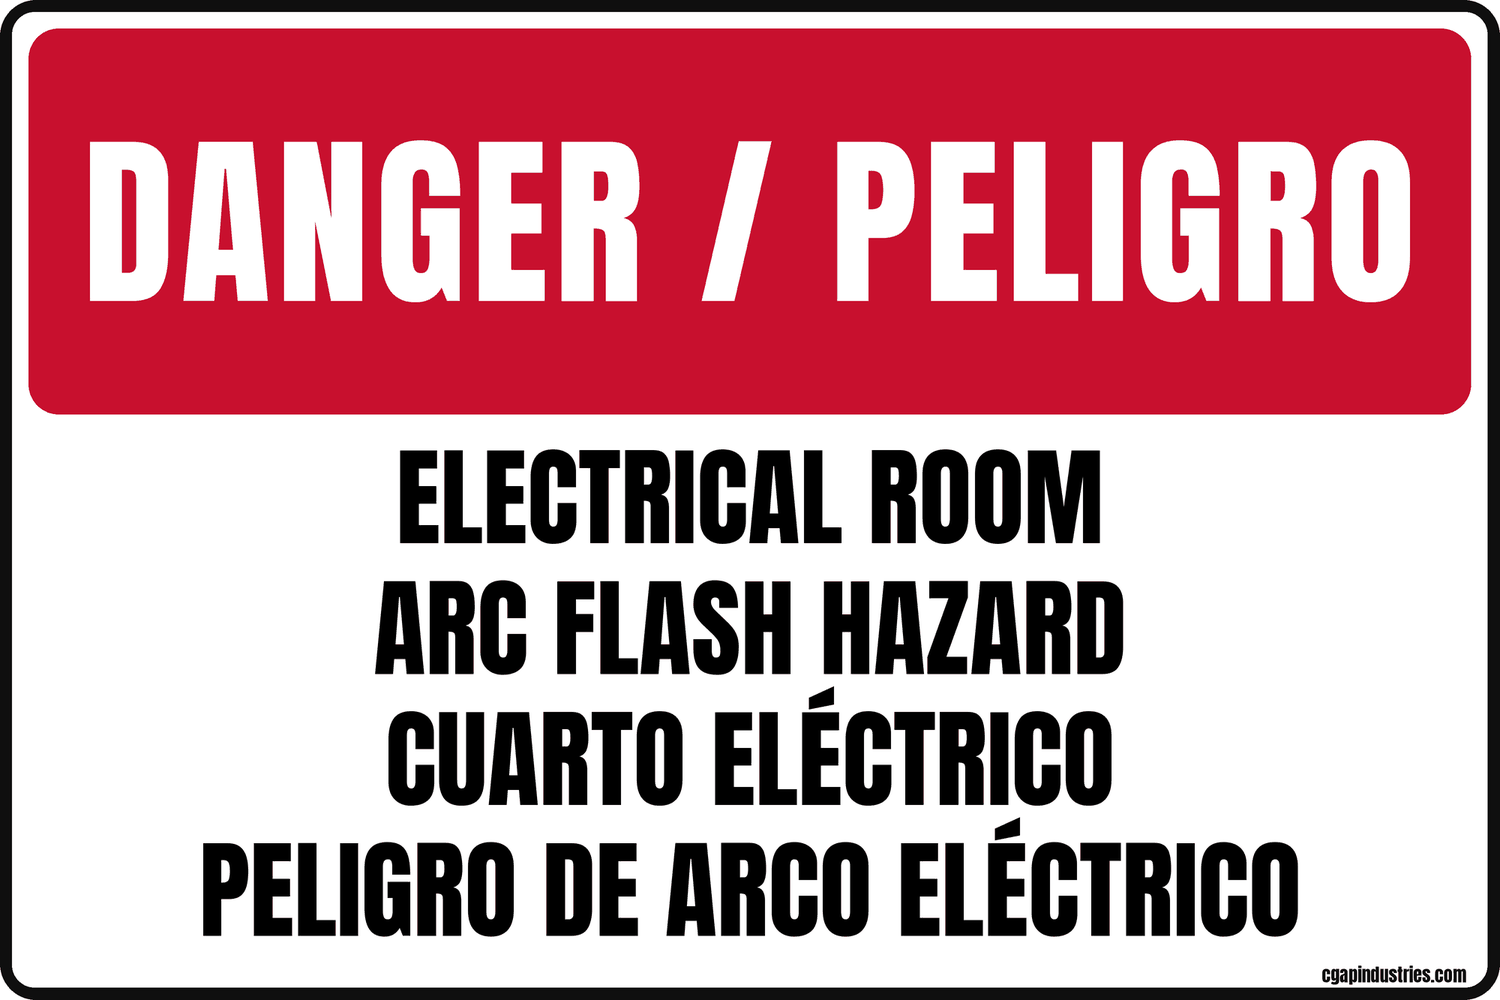 DANGER / PELIGRO
ELECTRICAL ROOM
ARC FLASH HAZARD
CUARTO ELÉCTRICO
PELIGRO DE ARCO ELÉCTRICO
cgapindustries.com